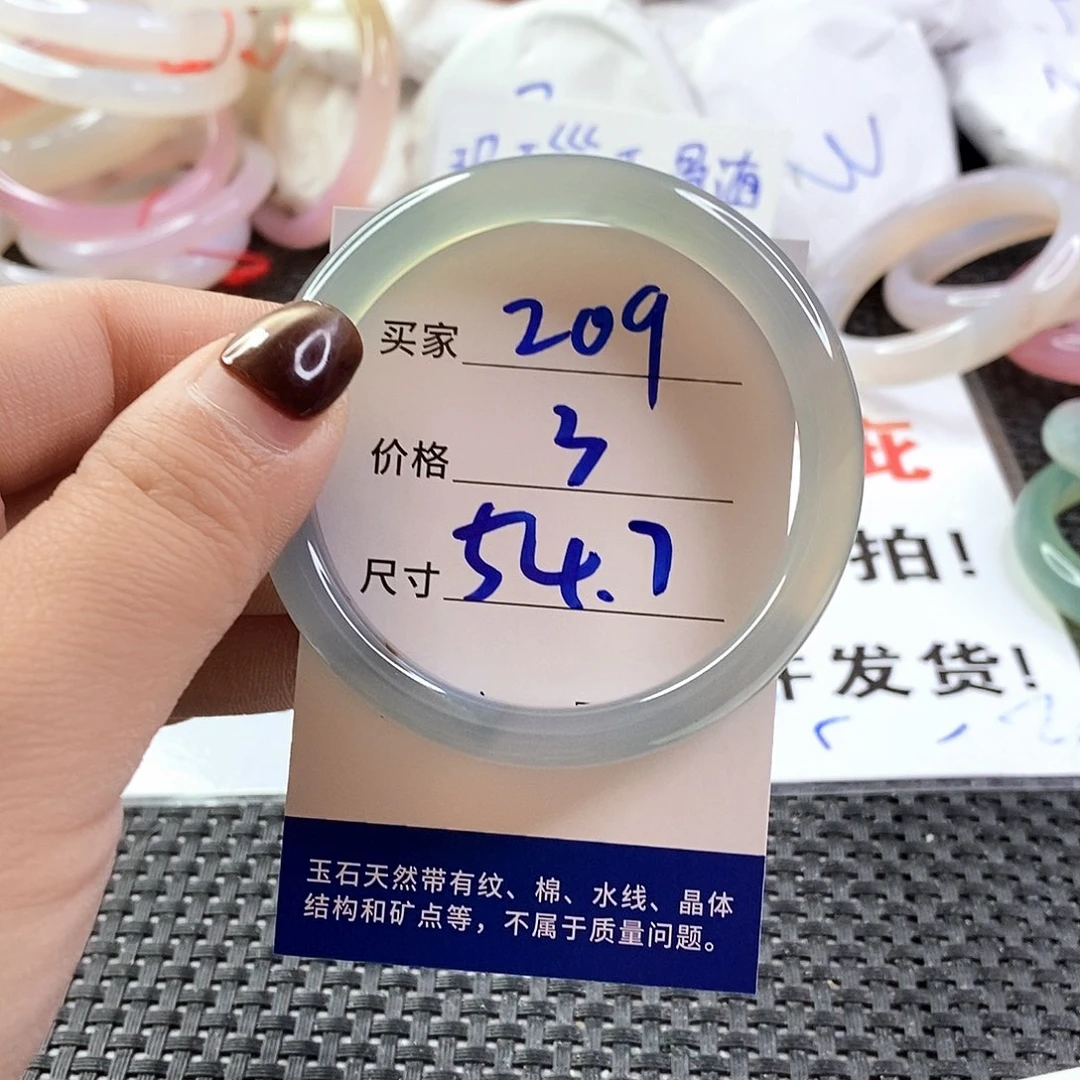 买家 209
价格 3
尺寸 54.7
玉石天然带有纹、棉、水线、晶体
结构和矿点等，不属于质量问题。
疵
拍!
件发货!